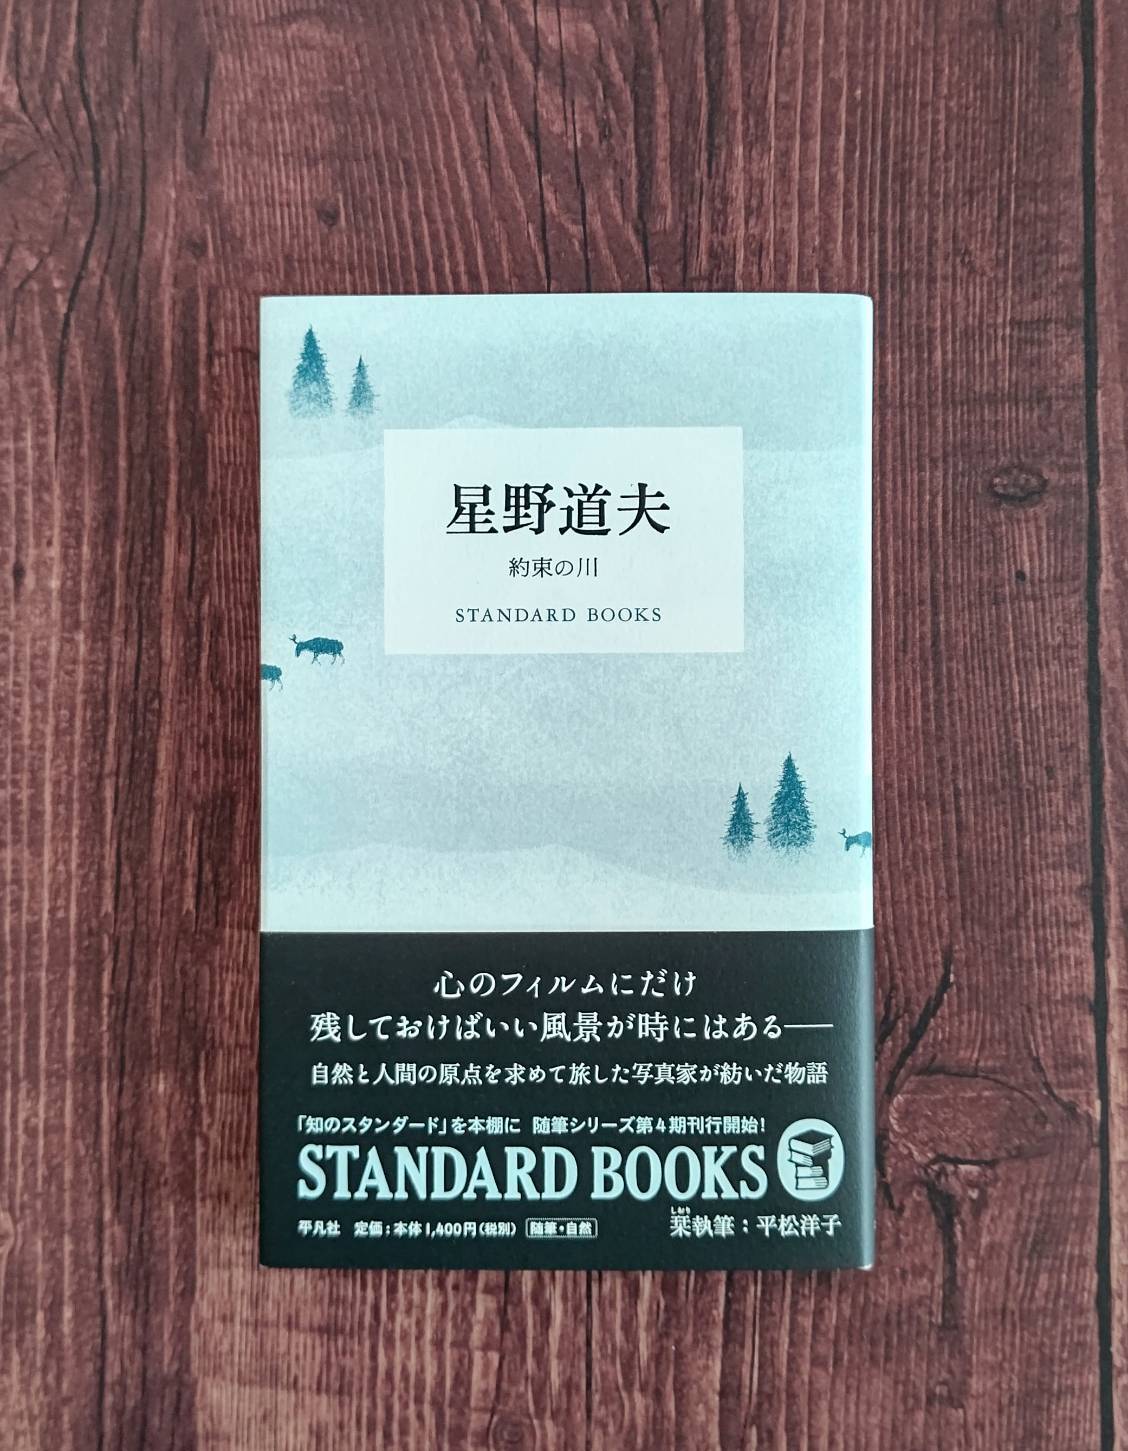 星野道夫
約束の川
STANDARD BOOKS
心のフィルムにだけ
残しておけばいい風景が時にはある――
自然と人間の原点を求めて旅した写真家が紡いだ物語
「知のスタンダード」を本棚に 随筆シリーズ第4期刊行開始!
STANDARD BOOKS
平凡社 定価:本体1,400円(税別) 随筆・自然
しおり
栞執筆:平松洋子